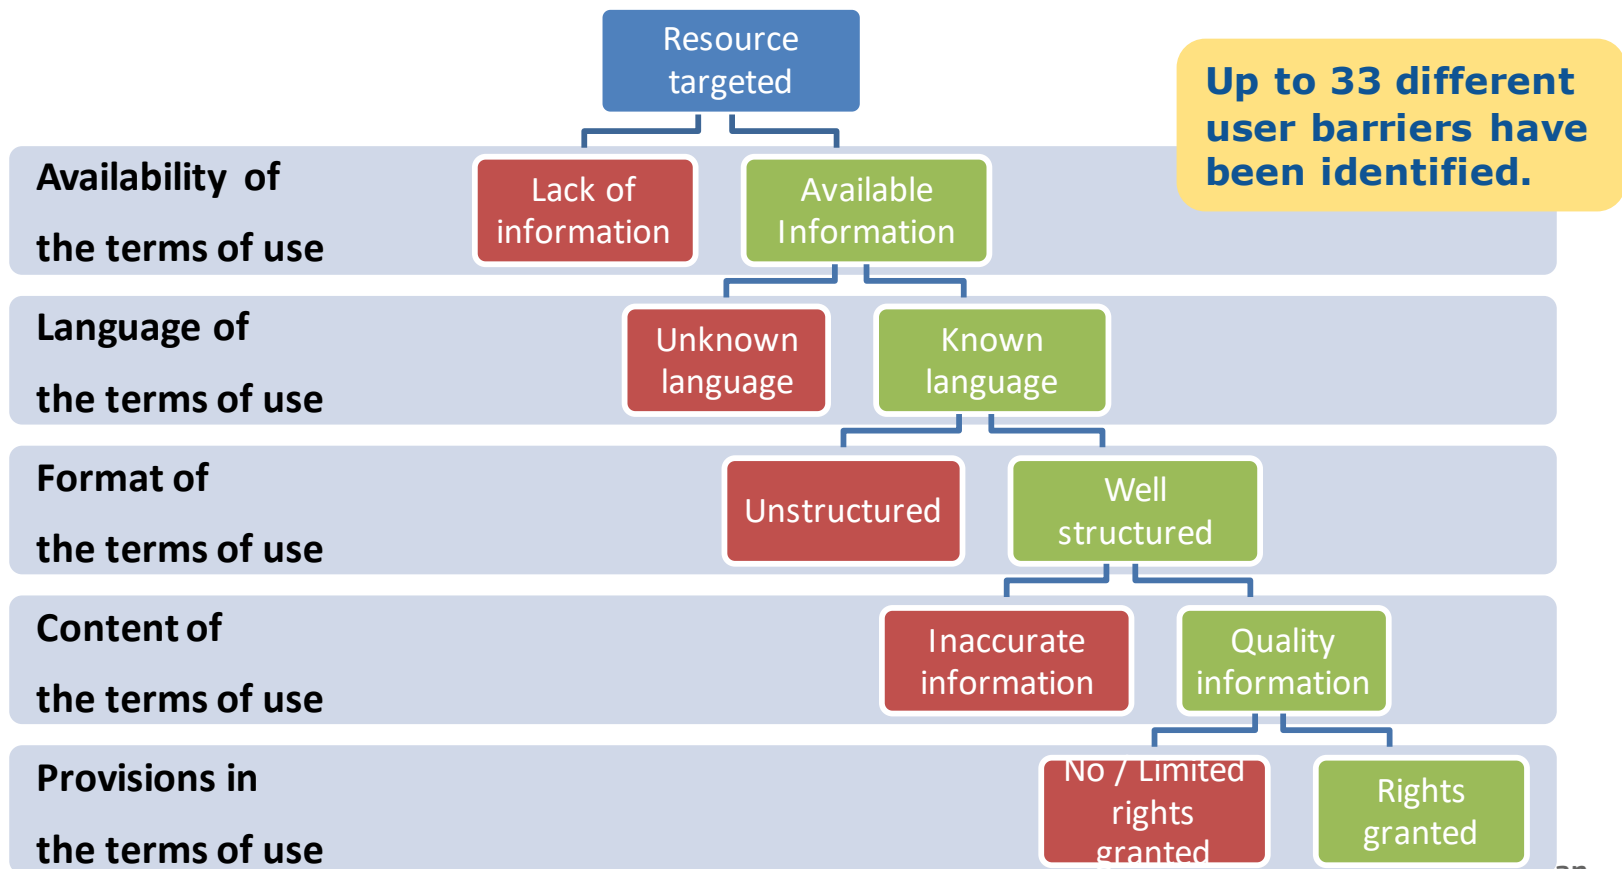 Resource
targeted
Up to 33 different
user barriers have
been identified.
Availability of
the terms of use
Lack of
information
Available
Information
Language of
the terms of use
Unknown
language
Known
language
Format of
the terms of use
Unstructured
Well
structured
Content of
the terms of use
Inaccurate
information
Quality
information
Provisions in
the terms of use
No / Limited
rights
granted
Rights
granted